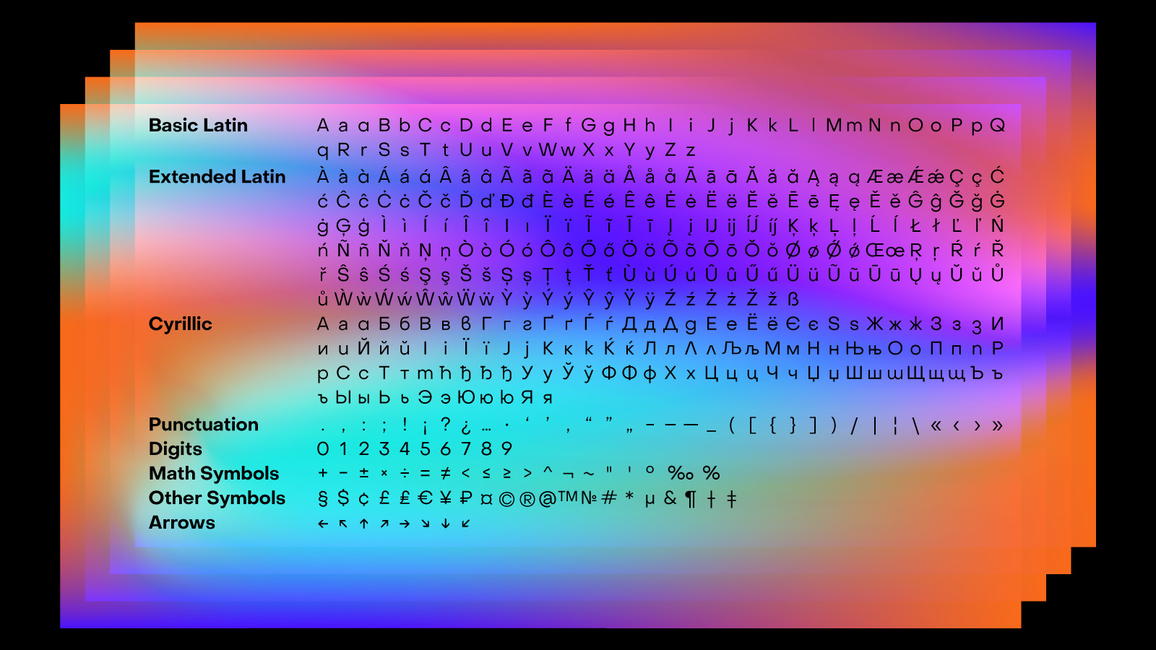 Basic Latin A a ɑ B b C c D d E e F f G g H h I i J j K k L l M m N n O o P p Q
q R r S s T t U u V v W w X x Y y Z z
Extended Latin À à ɑ̀ Á á ɑ́ Â â ɑ̂ Ã ã ɑ̃ Ä ä ɑ̈ Å å ɑ̊ Ā ā ɑ̄ Ă ă ɑ̆ Ą ą ɑ̨ Æ æ Ǽ ǽ Ç ç Ć
ć Ĉ ĉ Ċ ċ Č č Ď ď Đ đ È è É é Ê ê Ė ė Ë ë Ĕ ĕ Ē ē Ę ę Ě ě Ĝ ĝ Ğ ğ Ġ
ġ Ģ ģ Ì ì Í í Î î I ı Ï ï Ĩ ĩ Ī ī Į į Ĳ ĳ Í́J íj́ Ķ ķ Ļ ļ Ĺ ĺ Ł ł Ľ ľ Ń
ń Ñ ñ Ň ň Ņ ņ Ò ò Ó ó Ô ô Ő ő Ö ö Õ õ Ō ō Ŏ ŏ Ø ø Ǿ ǿ Œ œ Ŗ ŗ Ŕ ŕ Ř
ř Ŝ ŝ Ś ś Ş ş Š š Ș ș Ț ț Ť ť Ù ù Ú ú Û û Ű ű Ü ü Ũ ũ Ū ū Ų ų Ŭ ŭ Ů
ů Ẁ ẁ Ẃ ẃ Ŵ ŵ Ẅ ẅ Ỳ ỳ Ý ý Ŷ ŷ Ÿ ÿ Ź ź Ż ż Ž ž ß
Cyrillic А а ɑ Б б В в Г г Ґ ґ Ѓ ѓ Д д Е е Ё ё Є є Ѕ ѕ Ж ж З з И
и Й й І і Ї ї Ј ј К к Ќ ќ Л л Љ љ М м Н н Њ њ О о П п Р
р С с Т т ћ ђ У у Ў ў Ф ф Х х Ц ц Ч ч Џ џ Ш ш Щ щ Ъ ъ
ъ Ы ы Ь ь Э э Ю ю Я я
Punctuation . , : ; ! ¡ ? ¿ … · ‘ ’ ‚ “ ” „ - – — _ ( [ { } ] ) / | ¦ \ « ‹ › »
Digits 0 1 2 3 4 5 6 7 8 9
Math Symbols + − ± × ÷ = ≠ < ≤ ≥ > ^ ¬ ~ " ' ° ‰ %
Other Symbols § $ ¢ £ ₤ € ¥ ₽ ¤ © ® @ ™ № # * µ & ¶ † ‡
Arrows ← ↖ ↑ ↗ → ↘ ↓ ↙